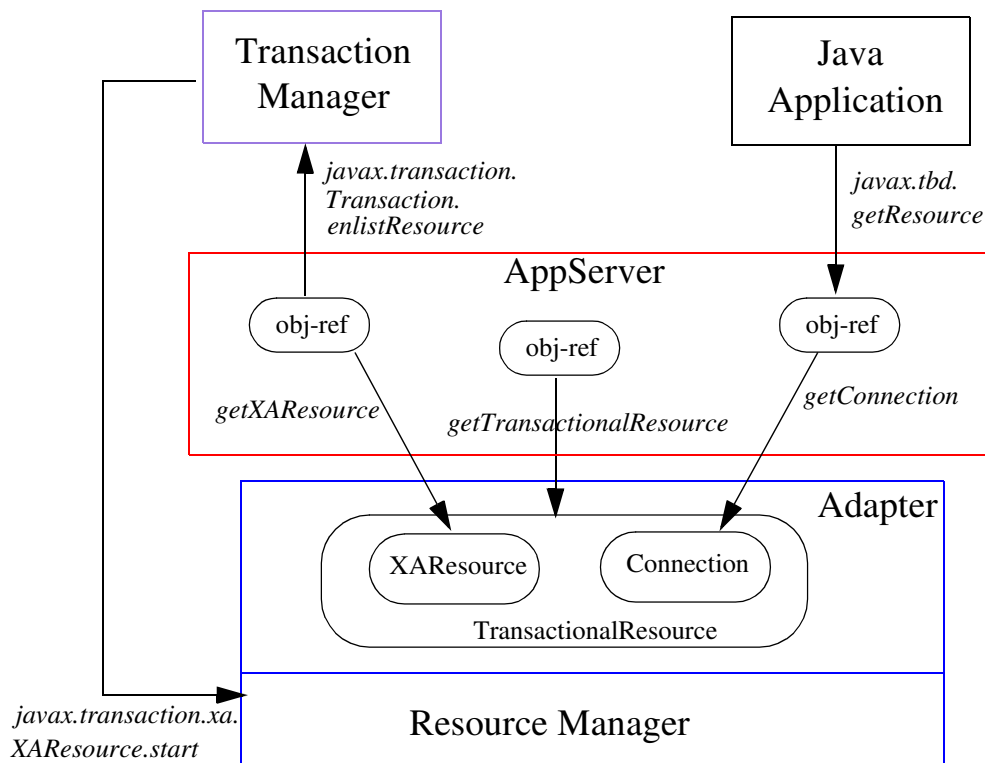 Transaction
Manager
Java
Application
javax.transaction.
Transaction.
enlistResource
javax.tbd.
getResource
AppServer
obj-ref
obj-ref
obj-ref
getXAResource
getTransactionalResource
getConnection
Adapter
XAResource
Connection
TransactionalResource
javax.transaction.xa.
XAResource.start
Resource Manager